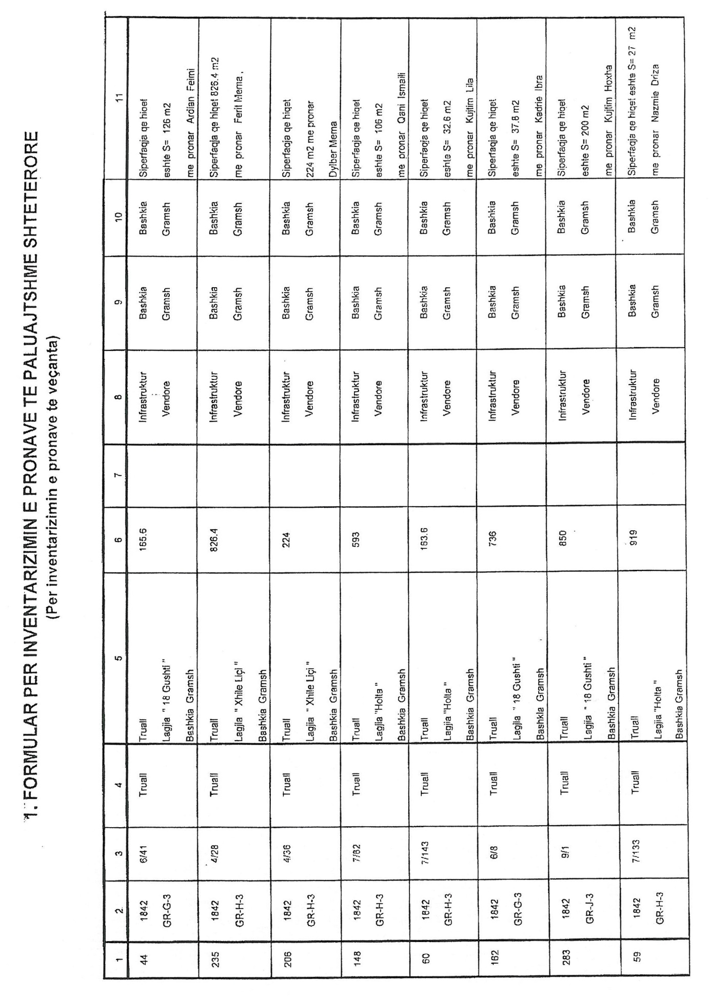 1. FORMULAR PER INVENTARIZIMIN E PRONAVE TE PALUAJTSHME SHTETERORE
(Per inventarizimin e pronave te veçanta)
1 2 3 4 5 6 7 8 9 10 11
44 1842 6/41 Truall Truall 165.6 Infrastruktur Bashkia Bashkia Siperfaqja qe hiqet
GR-G-3 Lagjia " 18 Gushti " Vendore Gramsh Gramsh eshte S= 126 m2
Bashkia Gramsh me pronar Ardian Feimi
235 1842 4/28 Truall Truall 826.4 Infrastruktur Bashkia Bashkia Siperfaqja qe hiqet 826.4 m2
GR-H-3 Lagjia " Xhile Liçi " Vendore Gramsh Gramsh me pronar Ferit Mema ,
Bashkia Gramsh
206 1842 4/36 Truall Truall 224 Infrastruktur Bashkia Bashkia Siperfaqja qe hiqet
GR-H-3 Lagjia " Xhile Liçi " Vendore Gramsh Gramsh 224 m2 me pronar
Bashkia Gramsh Dylber Mema
148 1842 7/82 Truall Truall 593 Infrastruktur Bashkia Bashkia Siperfaqja qe hiqet
GR-H-3 Lagjia "Holta " Vendore Gramsh Gramsh eshte S= 106 m2
Bashkia Gramsh me pronar Qani Ismaili
60 1842 7/143 Truall Truall 163.6 Infrastruktur Bashkia Bashkia Siperfaqja qe hiqet
GR-H-3 Lagjia "Holta " Vendore Gramsh Gramsh eshte S= 32.6 m2
Bashkia Gramsh me pronar Kujtim Lila
162 1842 6/8 Truall Truall 736 Infrastruktur Bashkia Bashkia Siperfaqja qe hiqet
GR-G-3 Lagjia " 18 Gushti " Vendore Gramsh Gramsh eshte S= 37.8 m2
Bashkia Gramsh me pronar Kadrie Ibra
283 1842 9/1 Truall Truall 850 Infrastruktur Bashkia Bashkia Siperfaqja qe hiqet
GR-J-3 Lagjia " 18 Gushti " Vendore Gramsh Gramsh eshte S= 200 m2
Bashkia Gramsh me pronar Kujtim Hoxha
59 1842 7/133 Truall Truall 919 Infrastruktur Bashkia Bashkia Siperfaqja qe hiqet eshte S= 27 m2
GR-H-3 Lagjia "Holta " Vendore Gramsh Gramsh me pronar Nazmie Driza
Bashkia Gramsh